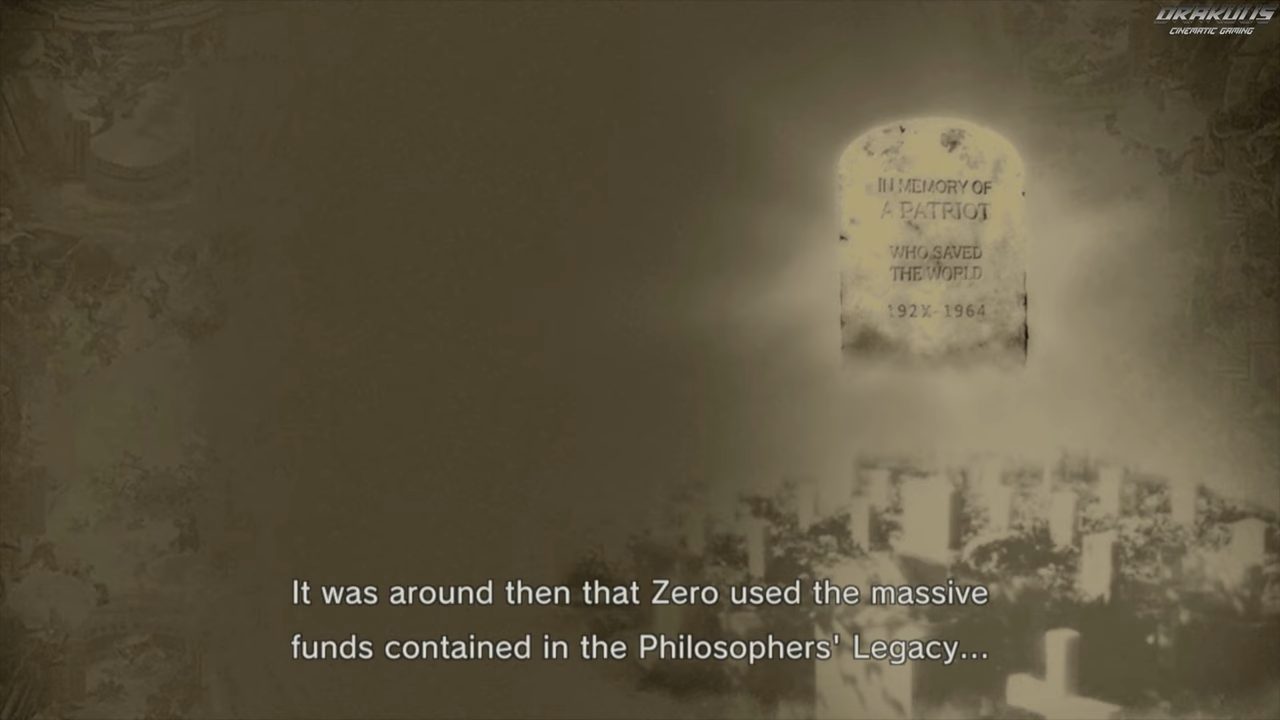 DRAKULIS
CINEMATIC GAMING
IN MEMORY OF
A PATRIOT
WHO SAVED
THE WORLD
192X-1964
It was around then that Zero used the massive
funds contained in the Philosophers' Legacy...